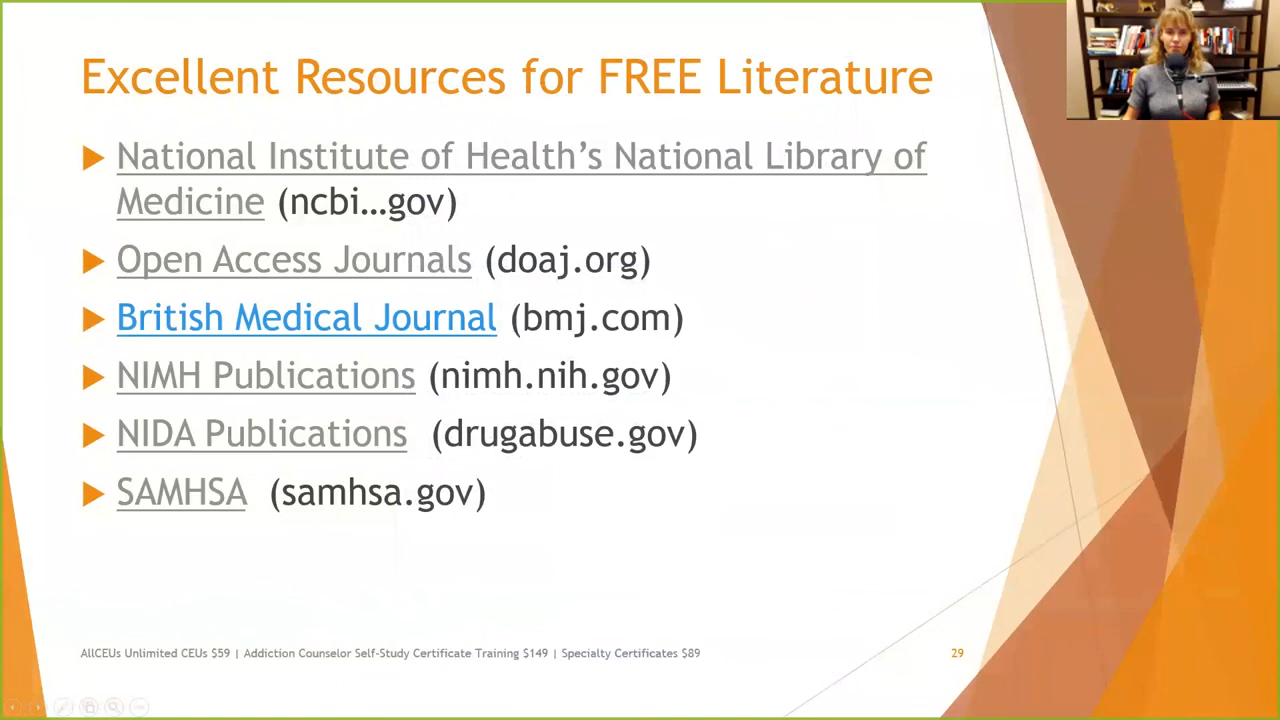 Excellent Resources for FREE Literature
National Institute of Health’s National Library of
Medicine (ncbi…gov)
Open Access Journals (doaj.org)
British Medical Journal (bmj.com)
NIMH Publications (nimh.nih.gov)
NIDA Publications (drugabuse.gov)
SAMHSA (samhsa.gov)
AllCEUs Unlimited CEUs $59 | Addiction Counselor Self-Study Certificate Training $149 | Specialty Certificates $89
29